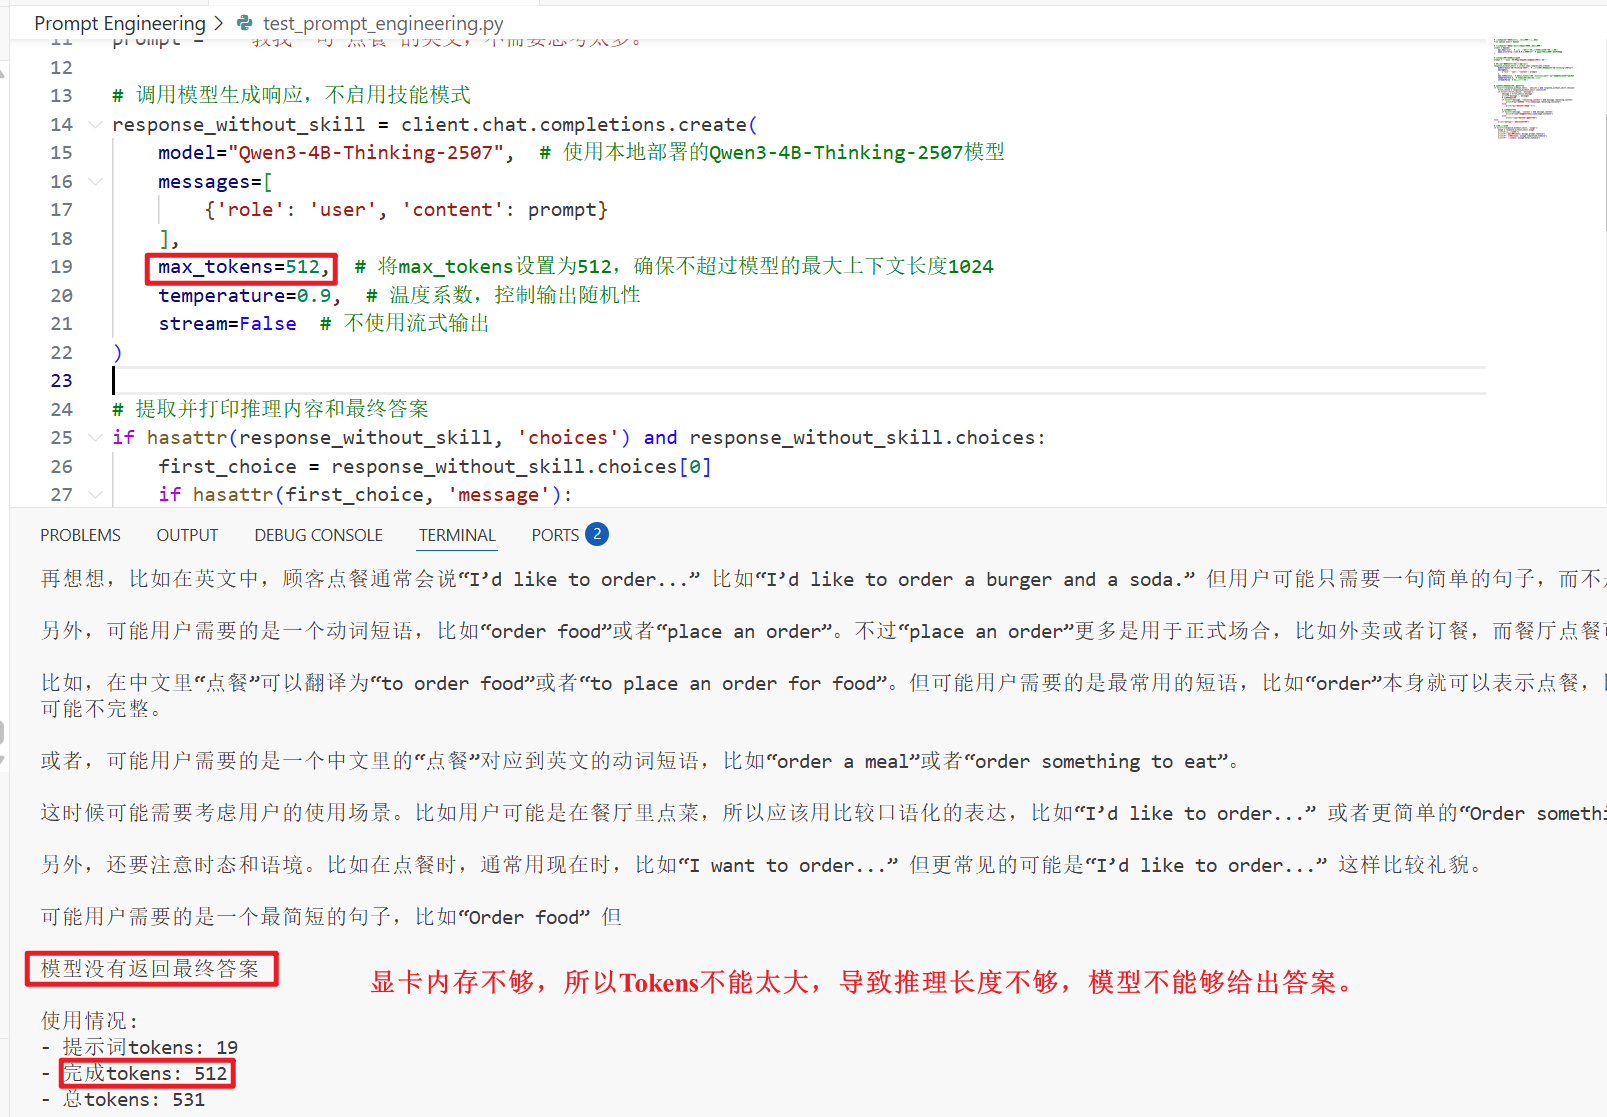 Prompt Engineering > test_prompt_engineering.py
11 prompt = "教我一句'点餐'的英文，不需要思考太多。
12
13 # 调用模型生成响应，不启用技能模式
14 response_without_skill = client.chat.completions.create(
15 model="Qwen3-4B-Thinking-2507", # 使用本地部署的Qwen3-4B-Thinking-2507模型
16 messages=[
17 {'role': 'user', 'content': prompt}
18 ],
19 max_tokens=512, # 将max_tokens设置为512，确保不超过模型的最大上下文长度1024
20 temperature=0.9, # 温度系数，控制输出随机性
21 stream=False # 不使用流式输出
22 )
23
24 # 提取并打印推理内容和最终答案
25 if hasattr(response_without_skill, 'choices') and response_without_skill.choices:
26 first_choice = response_without_skill.choices[0]
27 if hasattr(first_choice, 'message'):
PROBLEMS OUTPUT DEBUG CONSOLE TERMINAL PORTS 2
再想想，比如在英文中，顾客点餐通常会说“I’d like to order...” 比如“I’d like to order a burger and a soda.” 但用户可能只需要一句简单的句子，而不
另外，可能用户需要的是一个动词短语，比如“order food”或者“place an order”。不过“place an order”更多是用于正式场合，比如外卖或者订餐，而餐厅点餐
比如，在中文里“点餐”可以翻译为“to order food”或者“to place an order for food”。但可能用户需要的是最常用的短语，比如“order”本身就可以表示点餐，
可能不完整。
或者，可能用户需要的是一个中文里的“点餐”对应到英文的动词短语，比如“order a meal”或者“order something to eat”。
这时候可能需要考虑用户的使用场景。比如用户可能是在餐厅里点菜，所以应该用比较口语化的表达，比如“I’d like to order...” 或者更简单的“Order somethi
另外，还要注意时态和语境。比如在点餐时，通常用现在时，比如“I want to order...” 但更常见的可能是“I’d like to order...” 这样比较礼貌。
可能用户需要的是一个最简短的句子，比如“Order food” 但
模型没有返回最终答案
显卡内存不够，所以Tokens不能太大，导致推理长度不够，模型不能够给出答案。
使用情况:
- 提示词tokens: 19
- 完成tokens: 512
- 总tokens: 531